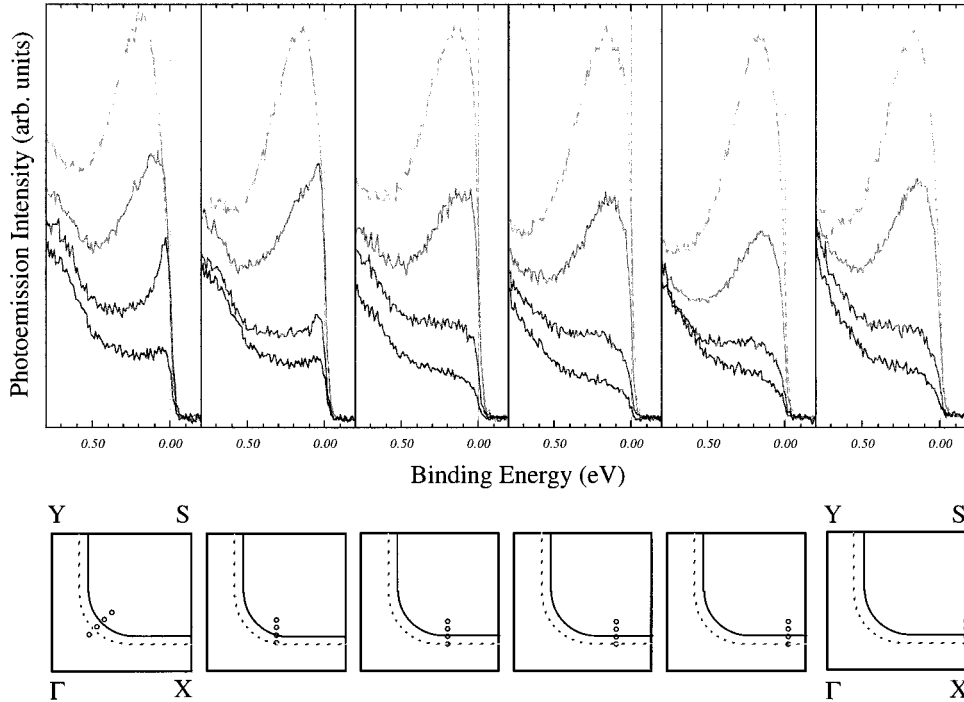 Photoemission Intensity (arb. units)
0.50 0.00 0.50 0.00 0.50 0.00 0.50 0.00 0.50 0.00 0.50 0.00
Binding Energy (eV)
Y S Y S
Γ X Γ X